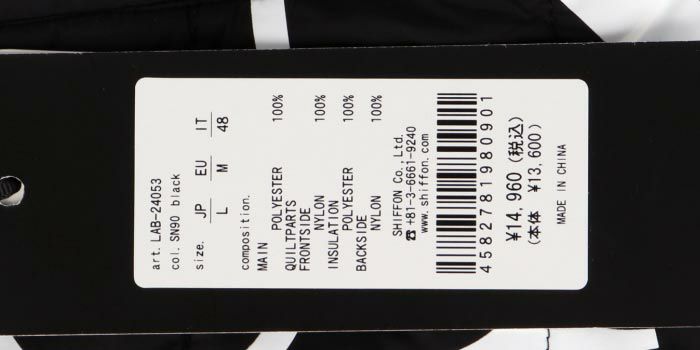 art. LAB-24053
col. SN90 black
size. JP EU IT
L M 48
composition.
MAIN
POLYESTER 100%
QUILTPARTS
FRONTSIDE
NYLON 100%
INSULATION
POLYESTER 100%
BACKSIDE
NYLON 100%
SHIFFON Co., Ltd.
☎ +81-3-6661-9240
www.shiffon.com
4582781980901
¥14,960 (税込)
(本体 ¥13,600)
MADE IN CHINA